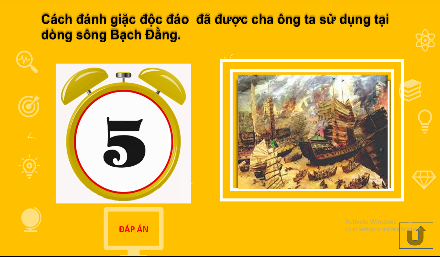 Cách đánh giặc độc đáo đã được cha ông ta sử dụng tại
dòng sông Bạch Đằng.
5
ĐÁP ÁN